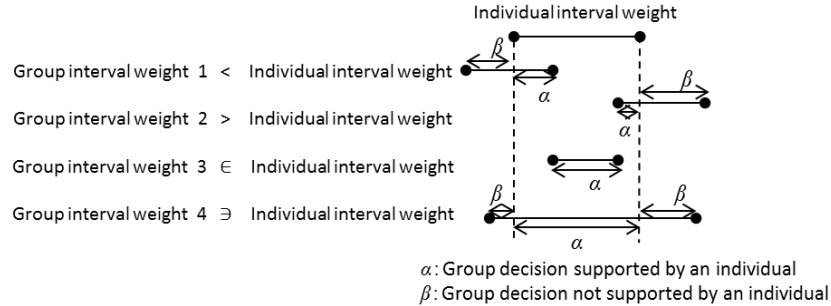 Individual interval weight
β
Group interval weight 1 < Individual interval weight
α
β
Group interval weight 2 > Individual interval weight
α
Group interval weight 3 ∈ Individual interval weight
α
β
β
Group interval weight 4 ∋ Individual interval weight
α
α: Group decision supported by an individual
β: Group decision not supported by an individual